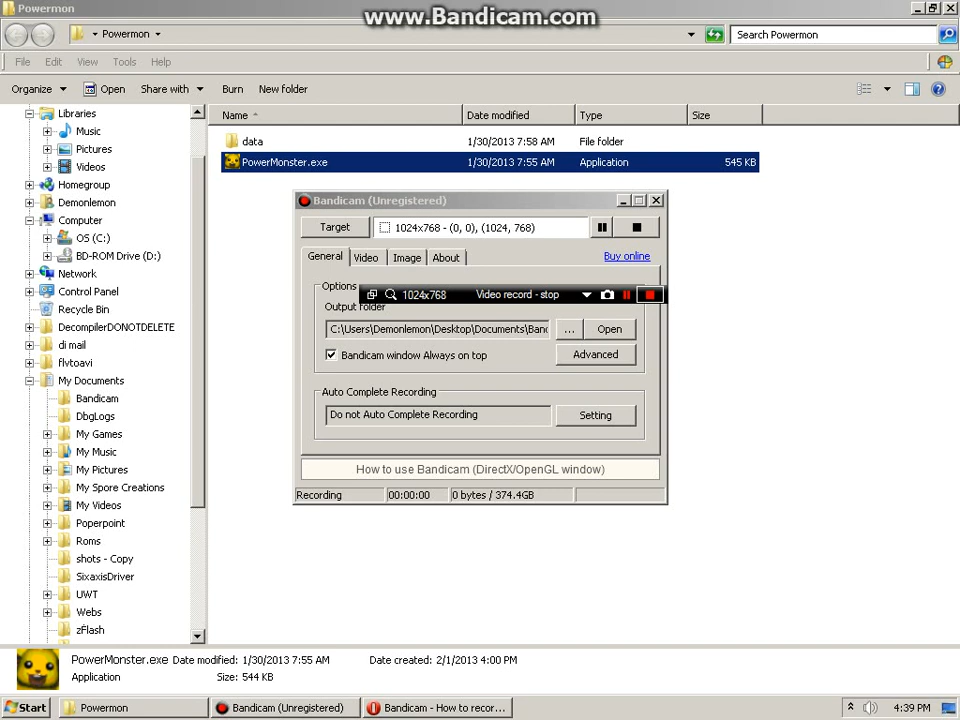 Powermon
www.Bandicam.com
Powermon
Search Powermon
File Edit View Tools Help
Organize Open Share with Burn New folder
Name Date modified Type Size
data 1/30/2013 7:58 AM File folder
PowerMonster.exe 1/30/2013 7:55 AM Application 545 KB
Libraries
Music
Pictures
Videos
Homegroup
Demonlemon
Computer
OS (C:)
BD-ROM Drive (D:)
Network
Control Panel
Recycle Bin
DecompilerDONOTDELETE
di mail
flvtoavi
My Documents
Bandicam
DbgLogs
My Games
My Music
My Pictures
My Spore Creations
My Videos
Poperpoint
Roms
shots - Copy
SixaxisDriver
UWT
Webs
zFlash
Bandicam (Unregistered)
Target 1024x768 - (0, 0), (1024, 768)
General Video Image About Buy online
Options
1024x768 Video record - stop
Output folder
C:\Users\Demonlemon\Desktop\Documents\Band ... Open
Bandicam window Always on top Advanced
Auto Complete Recording
Do not Auto Complete Recording Setting
How to use Bandicam (DirectX/OpenGL window)
Recording 00:00:00 0 bytes / 374.4GB
PowerMonster.exe Date modified: 1/30/2013 7:55 AM Date created: 2/1/2013 4:00 PM
Application Size: 544 KB
Start Powermon Bandicam (Unregistered) Bandicam - How to recor... 4:39 PM